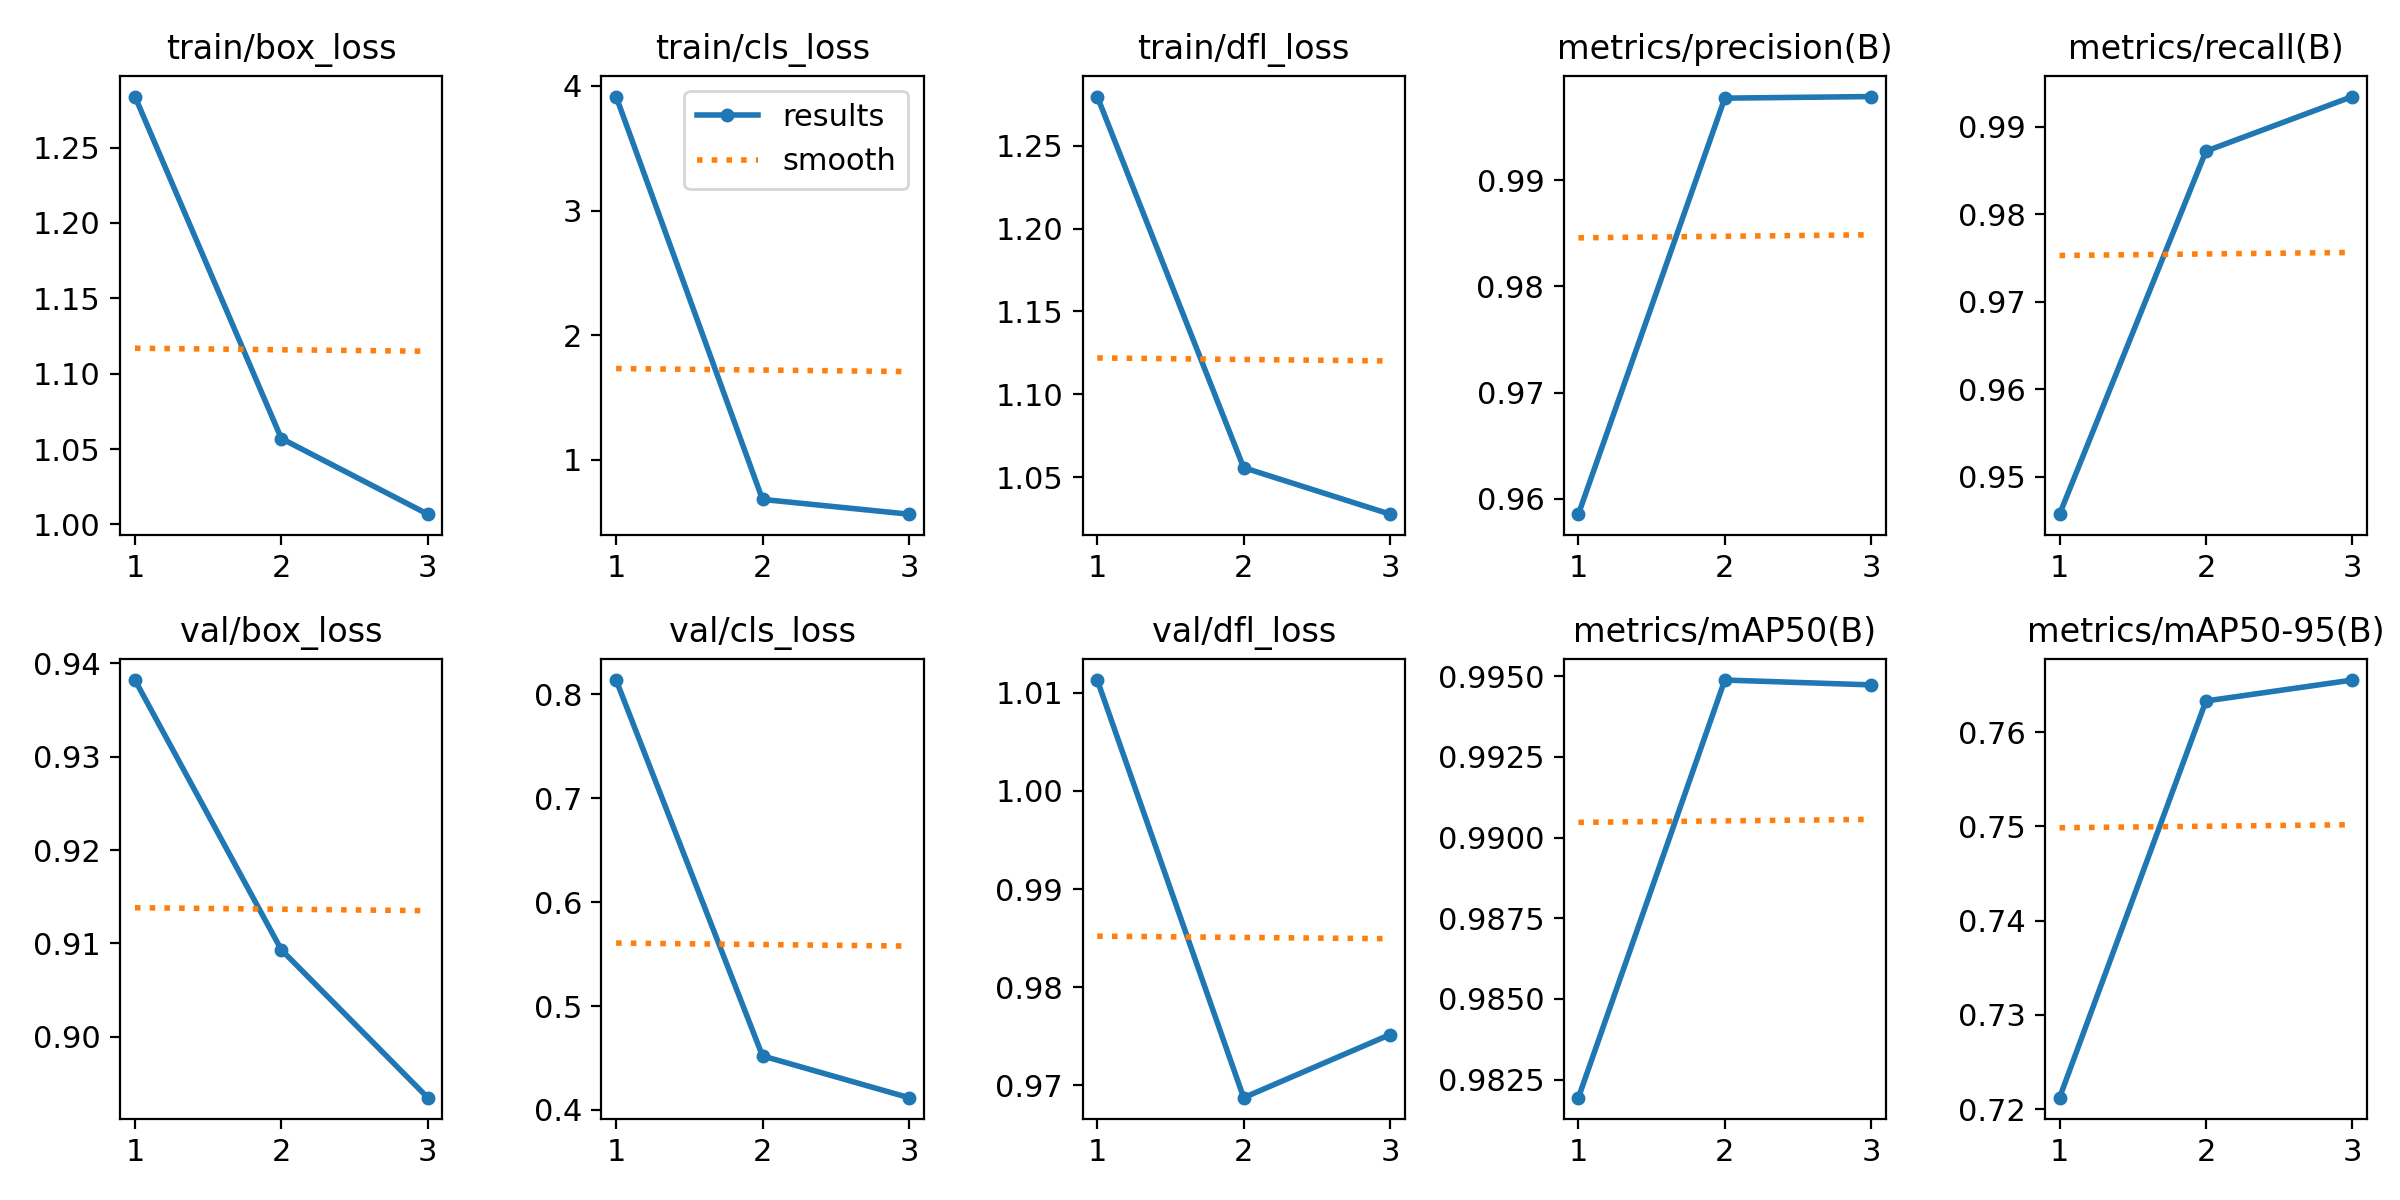 train/box_loss
1.25
1.20
1.15
1.10
1.05
1.00
1 2 3
train/cls_loss
4
3
2
1
results
smooth
1 2 3
train/dfl_loss
1.25
1.20
1.15
1.10
1.05
1 2 3
metrics/precision(B)
0.99
0.98
0.97
0.96
1 2 3
metrics/recall(B)
0.99
0.98
0.97
0.96
0.95
1 2 3
val/box_loss
0.94
0.93
0.92
0.91
0.90
1 2 3
val/cls_loss
0.8
0.7
0.6
0.5
0.4
1 2 3
val/dfl_loss
1.01
1.00
0.99
0.98
0.97
1 2 3
metrics/mAP50(B)
0.9950
0.9925
0.9900
0.9875
0.9850
0.9825
1 2 3
metrics/mAP50-95(B)
0.76
0.75
0.74
0.73
0.72
1 2 3